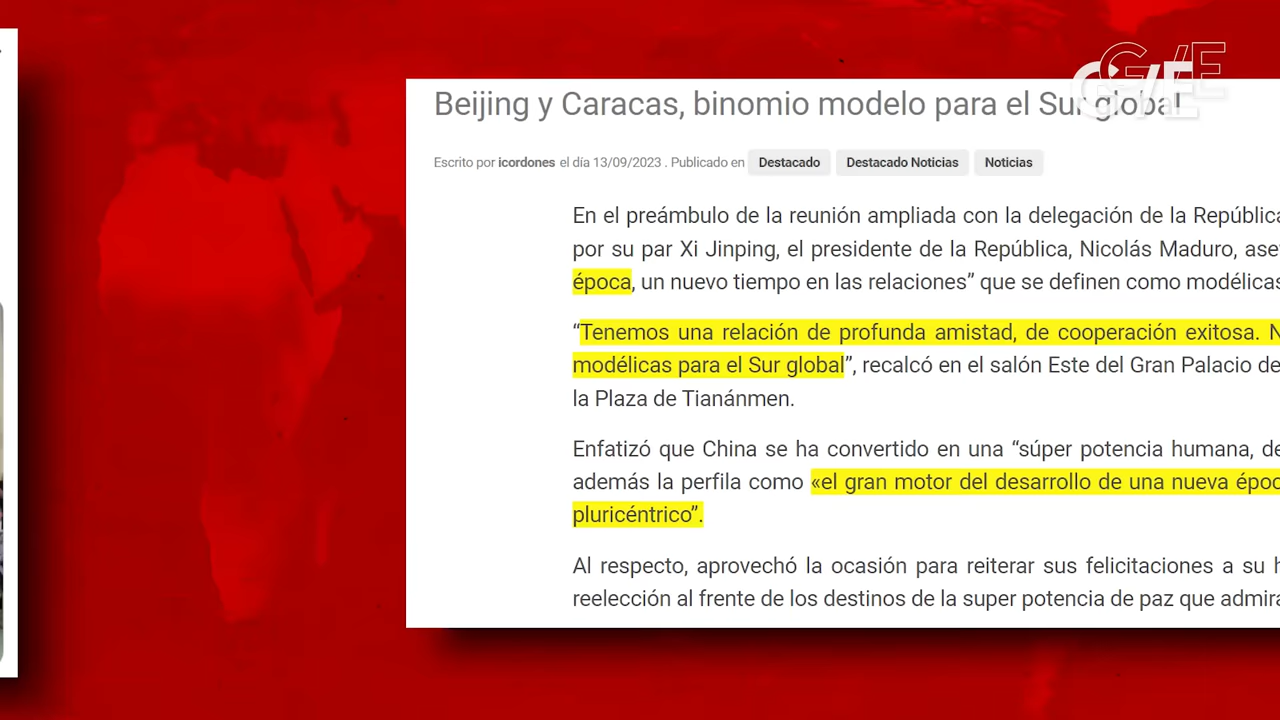 G/E
Beijing y Caracas, binomio modelo para el Sur global
Escrito por icordones el día 13/09/2023 . Publicado en Destacado Destacado Noticias Noticias
En el preámbulo de la reunión ampliada con la delegación de la República
por su par Xi Jinping, el presidente de la República, Nicolás Maduro, ase
época, un nuevo tiempo en las relaciones” que se definen como modélicas
“Tenemos una relación de profunda amistad, de cooperación exitosa. N
modélicas para el Sur global”, recalcó en el salón Este del Gran Palacio de
la Plaza de Tiananmen.
Enfatizó que China se ha convertido en una “súper potencia humana, de
además la perfila como «el gran motor del desarrollo de una nueva époc
pluricéntrico”.
Al respecto, aprovechó la ocasión para reiterar sus felicitaciones a su h
reelección al frente de los destinos de la super potencia de paz que admira